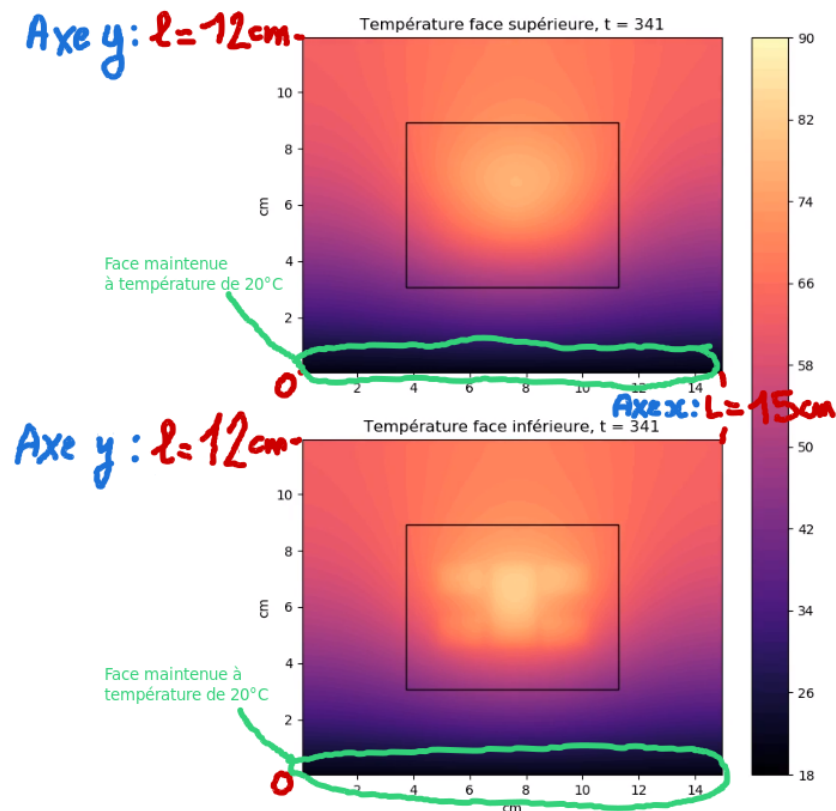 Axe y: l=12cm
Température face supérieure, t = 341
90
10
82
8
74
cm
6
66
Face maintenue
à température de 20°C
4
2
58
0
2 4 6 8 10 12 14
Axe x: L=15cm
Axe y: l=12cm
Température face inférieure, t = 341
50
10
42
8
cm
6
34
Face maintenue à
température de 20°C
4
26
2
0
2 4 6 8 10 12 14
18
cm